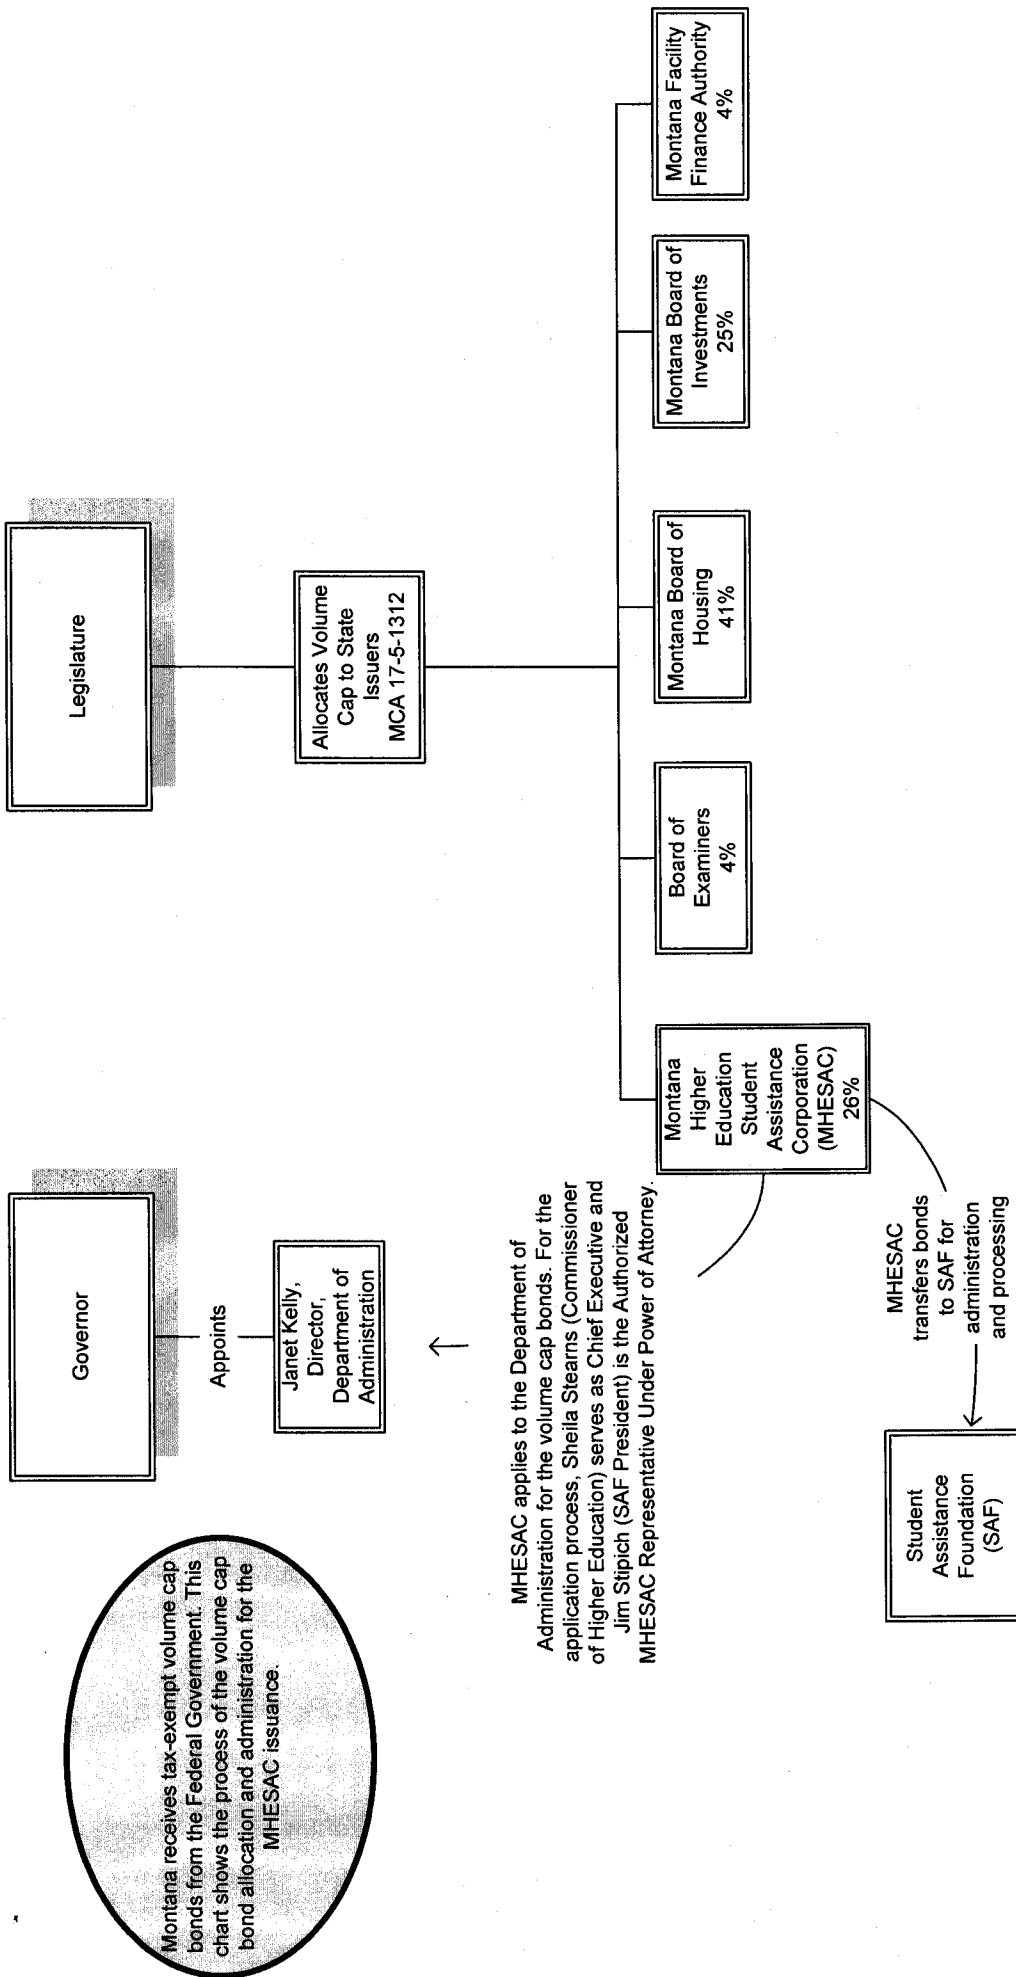 Montana receives tax-exempt volume cap
bonds from the Federal Government. This
chart shows the process of the volume cap
bond allocation and administration for the
MHESAC issuance.
Governor
Appoints
Janet Kelly,
Director,
Department of
Administration
Legislature
Allocates Volume
Cap to State
Issuers
MCA 17-5-1312
MHESAC applies to the Department of
Administration for the volume cap bonds. For the
application process, Sheila Stearns (Commissioner
of Higher Education) serves as Chief Executive and
Jim Stipich (SAF President) is the Authorized
MHESAC Representative Under Power of Attorney.
Montana
Higher
Education
Student
Assistance
Corporation
(MHESAC)
26%
Board of
Examiners
4%
Montana Board of
Housing
41%
Montana Board of
Investments
25%
Montana Facility
Finance Authority
4%
MHESAC
transfers bonds
to SAF for
administration
and processing
Student
Assistance
Foundation
(SAF)